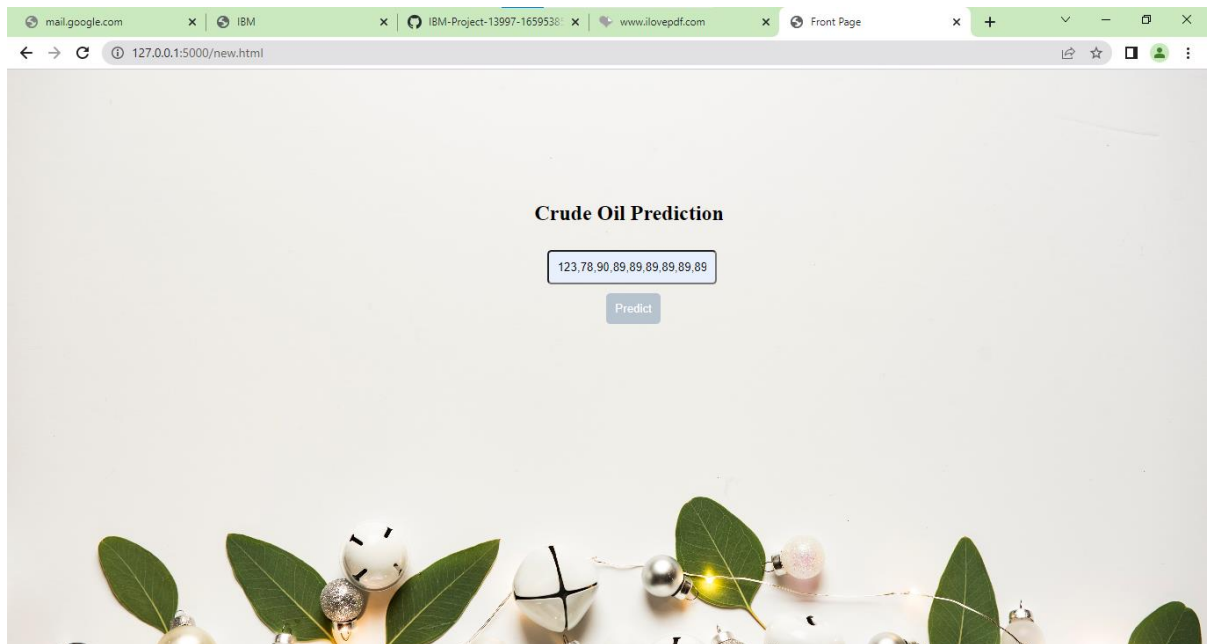 mail.google.com
IBM
IBM-Project-13997-1659538
www.ilovepdf.com
Front Page
127.0.0.1:5000/new.html
Crude Oil Prediction
123,78,90,89,89,89,89,89,89
Predict